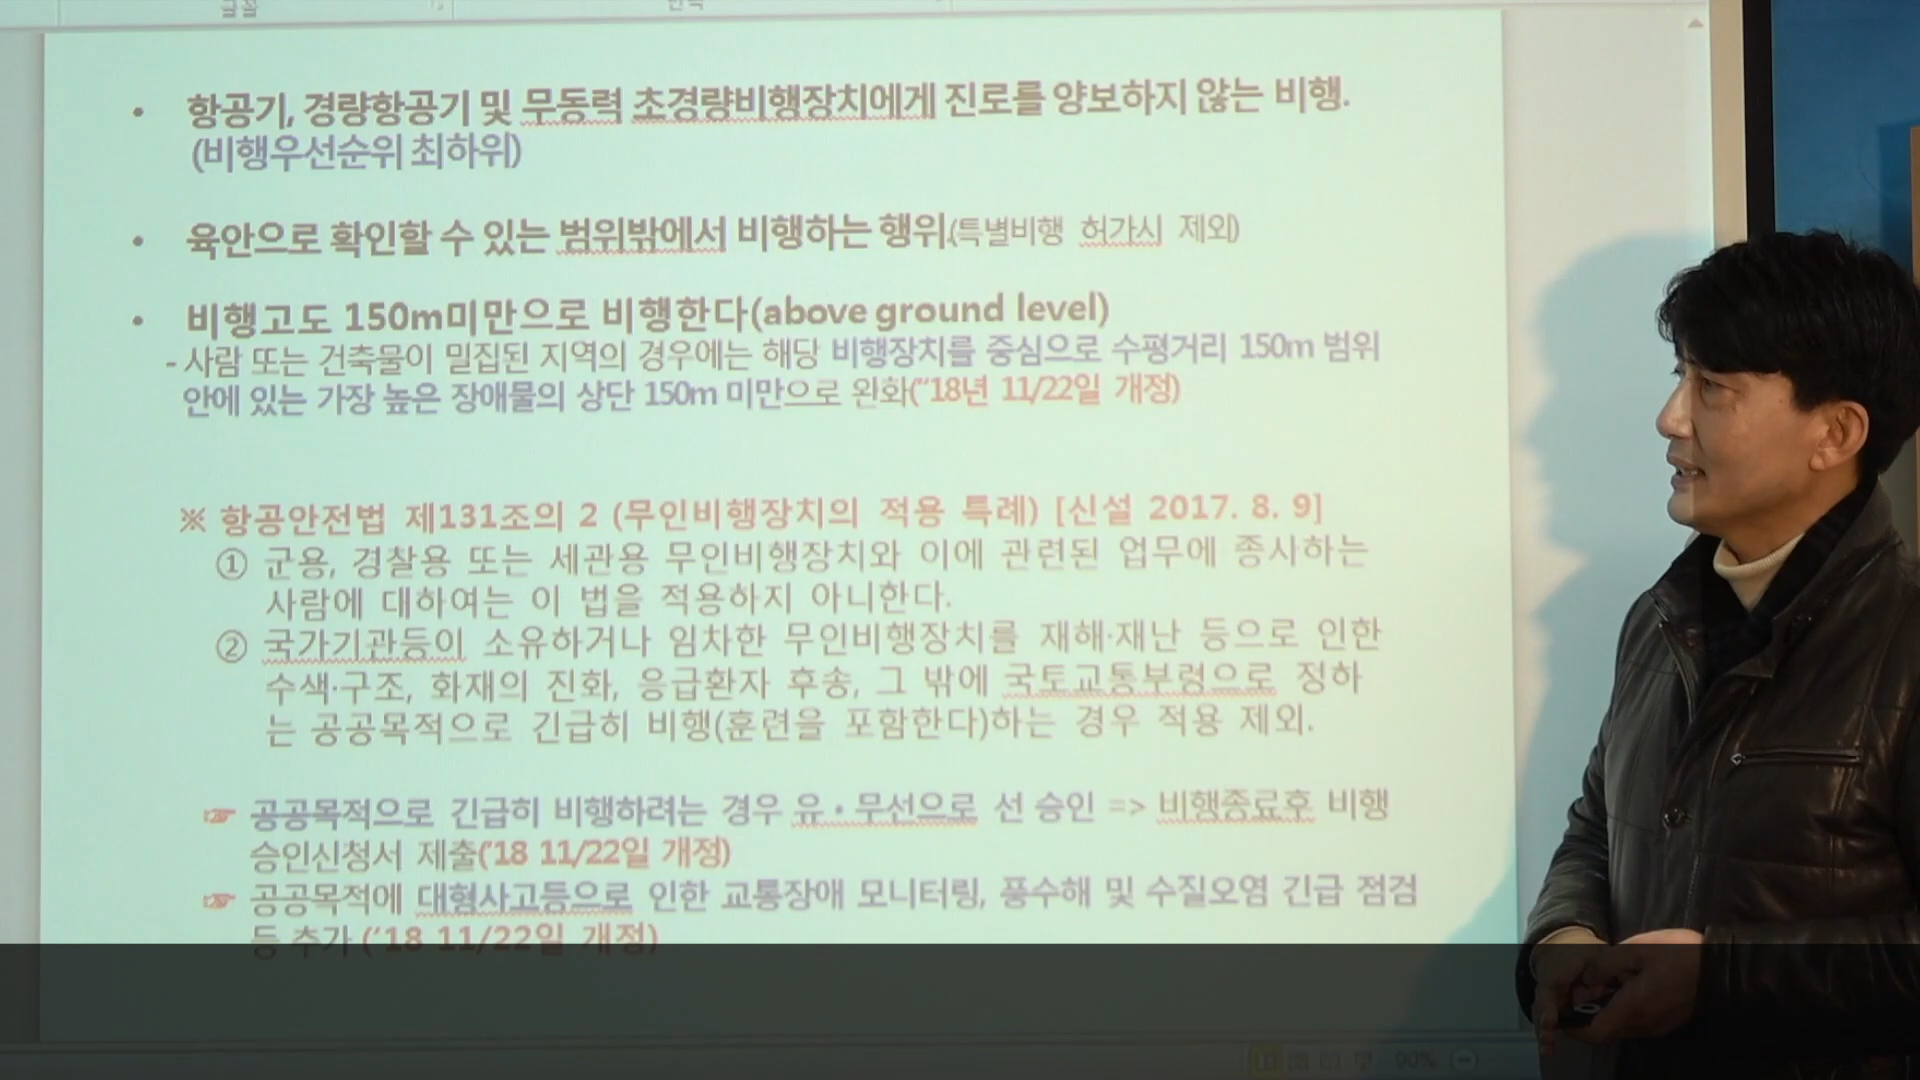 글꼴
• 항공기, 경량항공기 및 무동력 초경량비행장치에게 진로를 양보하지 않는 비행.
(비행우선순위 최하위)
• 육안으로 확인할 수 있는 범위밖에서 비행하는 행위.(특별비행 허가시 제외)
• 비행고도 150m미만으로 비행한다(above ground level)
- 사람 또는 건축물이 밀집된 지역의 경우에는 해당 비행장치를 중심으로 수평거리 150m 범위
안에 있는 가장 높은 장애물의 상단 150m 미만으로 완화(“18년 11/22일 개정)
※ 항공안전법 제131조의 2 (무인비행장치의 적용 특례) [신설 2017. 8. 9]
① 군용, 경찰용 또는 세관용 무인비행장치와 이에 관련된 업무에 종사하는
사람에 대하여는 이 법을 적용하지 아니한다.
② 국가기관등이 소유하거나 임차한 무인비행장치를 재해·재난 등으로 인한
수색·구조, 화재의 진화, 응급환자 후송, 그 밖에 국토교통부령으로 정하
는 공공목적으로 긴급히 비행(훈련을 포함한다)하는 경우 적용 제외.
☞ 공공목적으로 긴급히 비행하려는 경우 유·무선으로 선 승인 => 비행종료후 비행
승인신청서 제출(’18 11/22일 개정)
☞ 공공목적에 대형사고등으로 인한 교통장애 모니터링, 풍수해 및 수질오염 긴급 점검
등 추가 (‘18 11/22일 개정)
90%